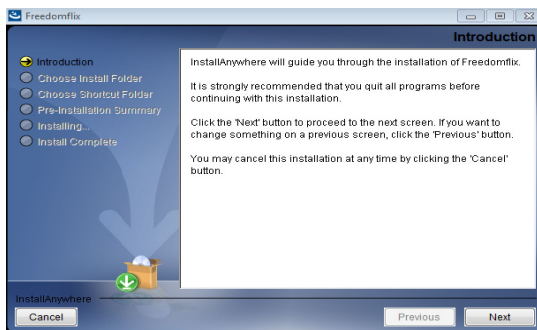 Freedomflix
Introduction
Introduction
Choose Install Folder
Choose Shortcut Folder
Pre-Installation Summary
Installing...
Install Complete
InstallAnywhere will guide you through the installation of Freedomflix.
It is strongly recommended that you quit all programs before
continuing with this installation.
Click the 'Next' button to proceed to the next screen. If you want to
change something on a previous screen, click the 'Previous' button.
You may cancel this installation at any time by clicking the 'Cancel'
button.
InstallAnywhere
Cancel
Previous
Next